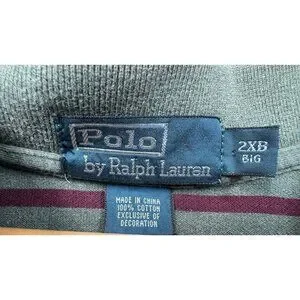 Polo
by Ralph Lauren
2XB
BIG
MADE IN CHINA
100% COTTON
EXCLUSIVE OF
DECORATION